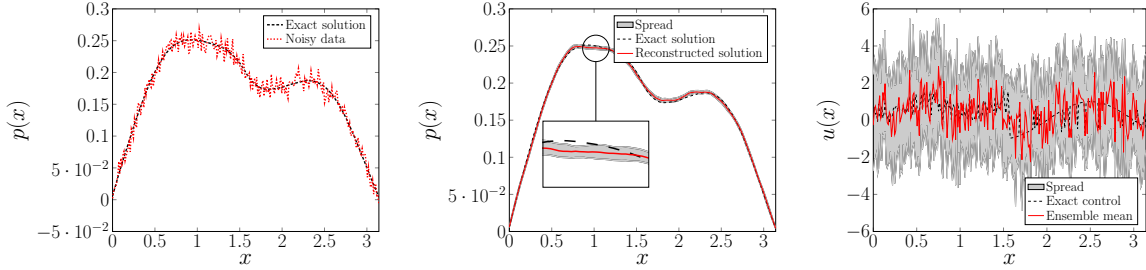 Exact solution
Noisy data
0.3
0.25
0.2
0.15
0.1
5 · 10⁻²
0
−5 · 10⁻²
p(x)
0 0.5 1 1.5 2 2.5 3
x
Spread
Exact solution
Reconstructed solution
0.3
0.25
0.2
0.15
0.1
5 · 10⁻²
0
p(x)
0 0.5 1 1.5 2 2.5 3
x
6
4
2
0
−2
−4
−6
u(x)
Spread
Exact control
Ensemble mean
0 0.5 1 1.5 2 2.5 3
x